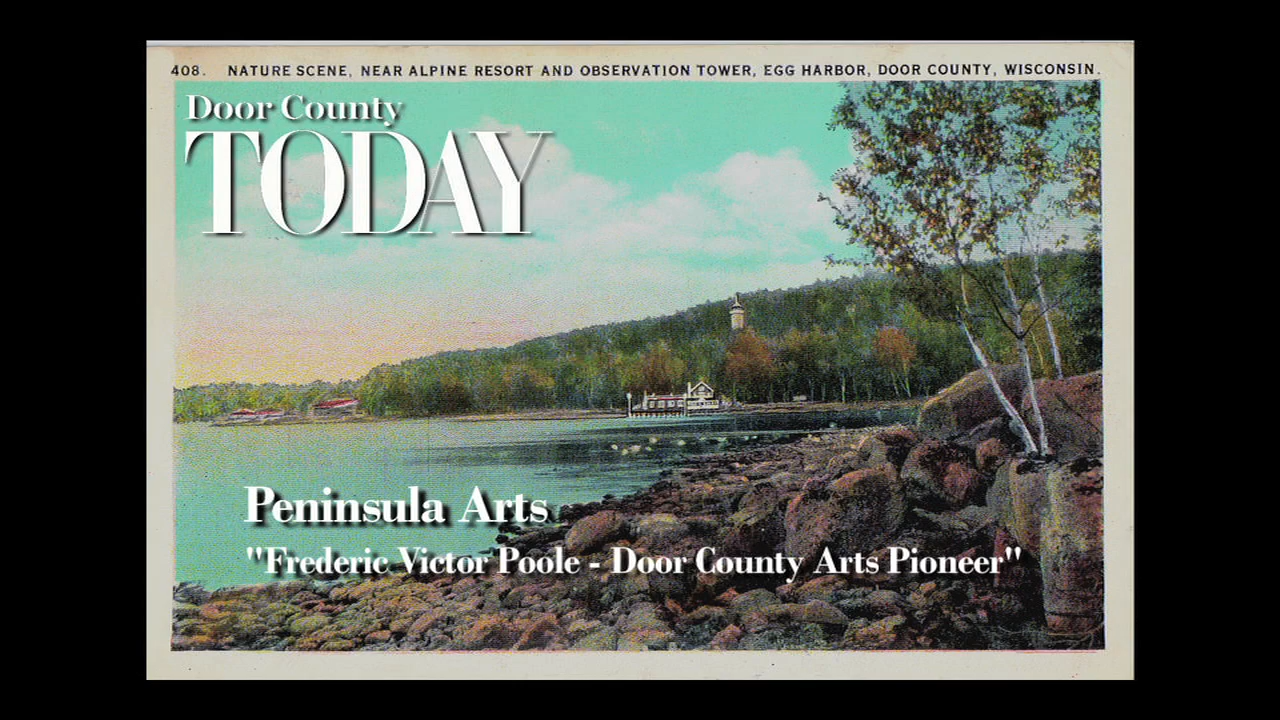 408. NATURE SCENE, NEAR ALPINE RESORT AND OBSERVATION TOWER, EGG HARBOR, DOOR COUNTY, WISCONSIN.
Door County
TODAY
Peninsula Arts
"Frederic Victor Poole - Door County Arts Pioneer"